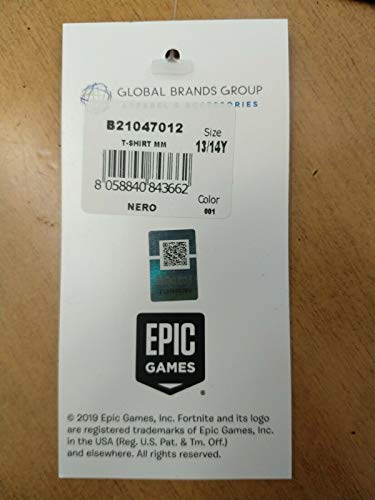 GLOBAL BRANDS GROUP
APPAREL & ACCESSORIES
B21047012
Size
T-SHIRT MM
13/14Y
8 058840 843662
Color
NERO
001
EPIC
GAMES
®
© 2019 Epic Games, Inc. Fortnite and its logo
are registered trademarks of Epic Games, Inc.
in the USA (Reg. U.S. Pat. & Tm. Off.)
and elsewhere. All rights reserved.